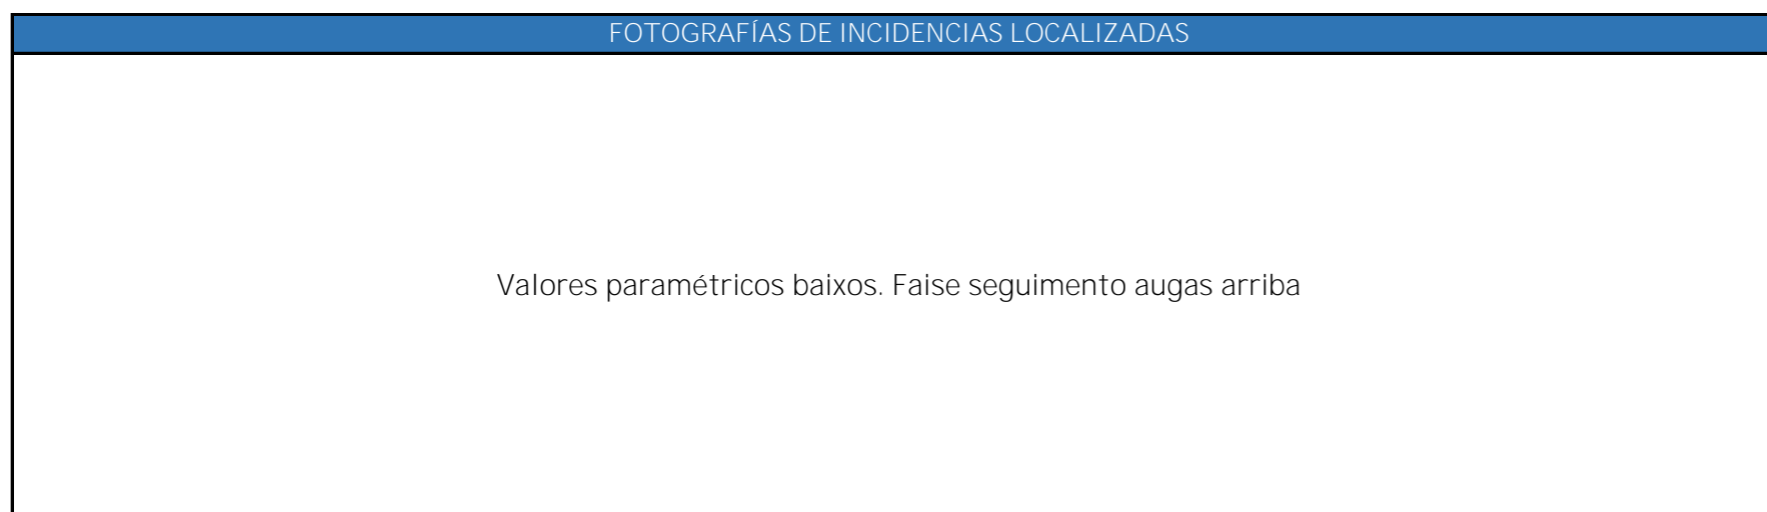 FOTOGRAFÍAS DE INCIDENCIAS LOCALIZADAS
Valores paramétricos baixos. Faise seguimento augas arriba